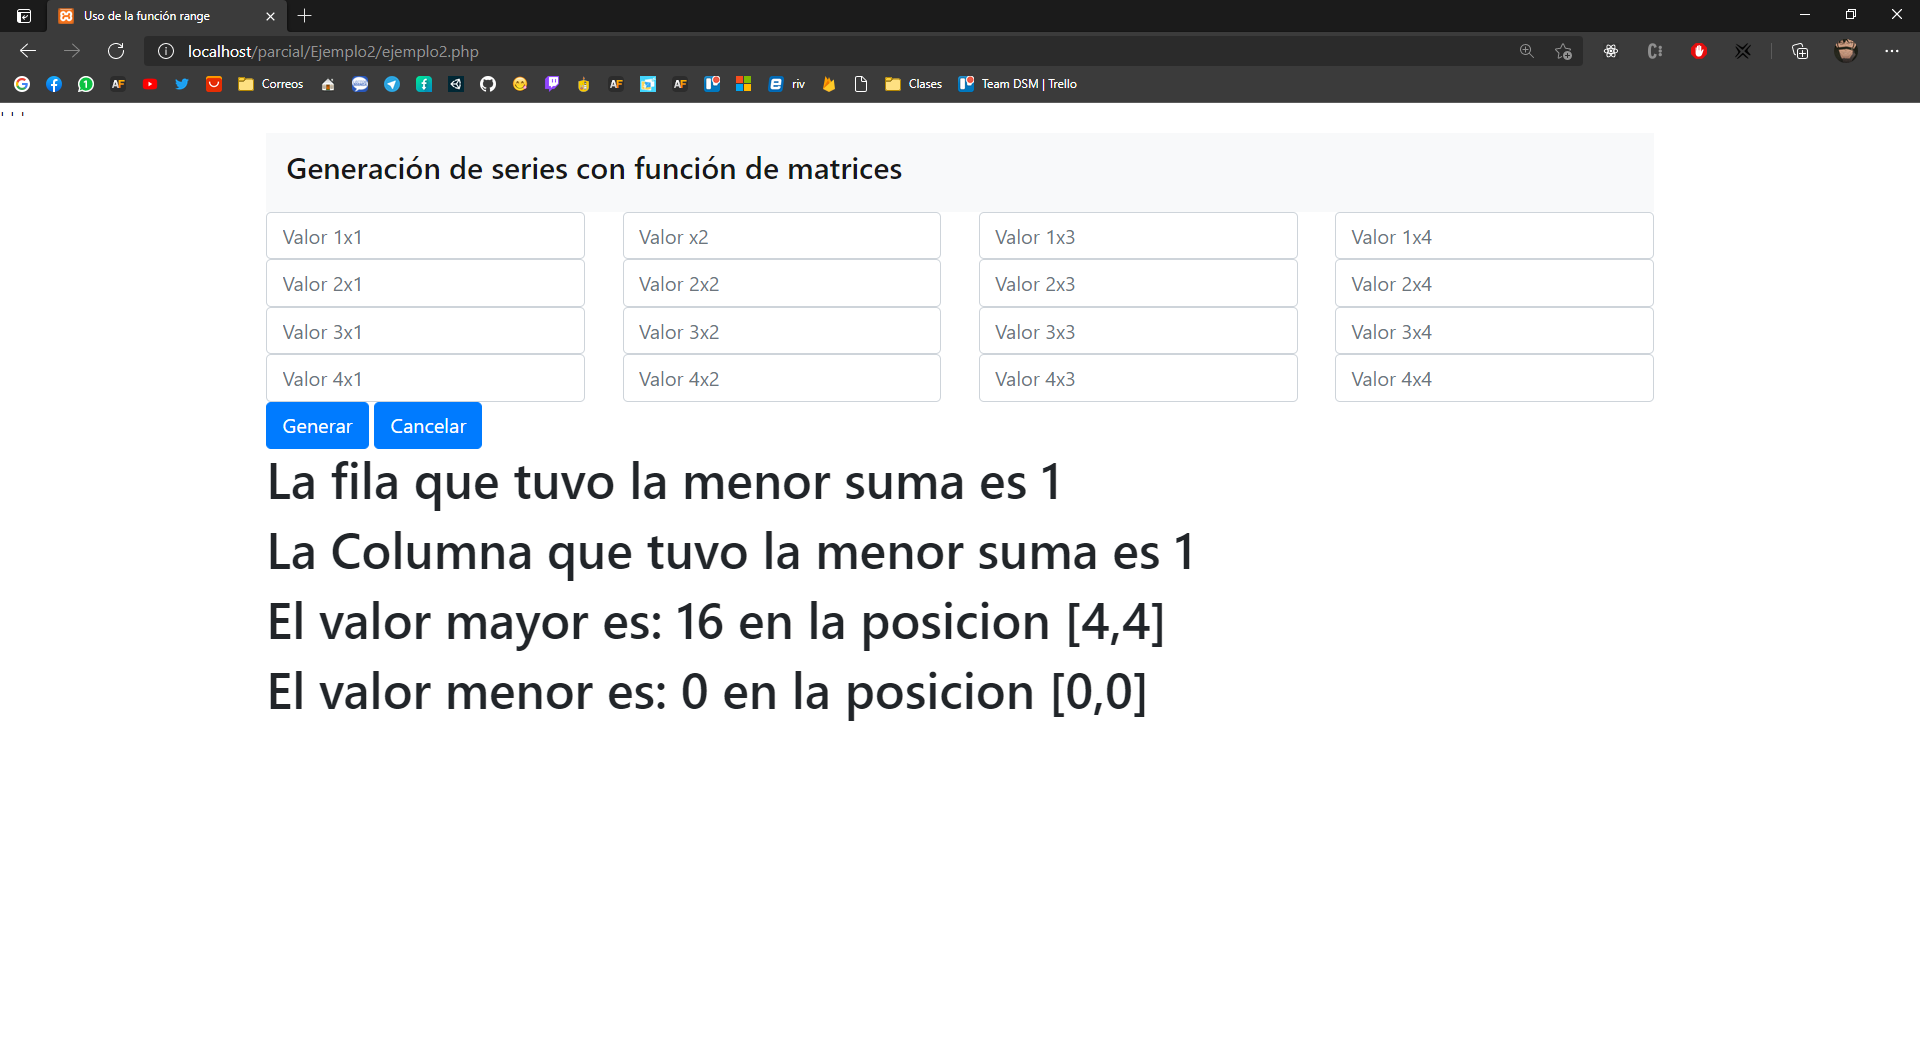 Uso de la función range
localhost/parcial/Ejemplo2/ejemplo2.php
AF Correos AF AF riv Clases Team DSM | Trello
Generación de series con función de matrices
Valor 1x1 Valor x2 Valor 1x3 Valor 1x4
Valor 2x1 Valor 2x2 Valor 2x3 Valor 2x4
Valor 3x1 Valor 3x2 Valor 3x3 Valor 3x4
Valor 4x1 Valor 4x2 Valor 4x3 Valor 4x4
Generar Cancelar
La fila que tuvo la menor suma es 1
La Columna que tuvo la menor suma es 1
El valor mayor es: 16 en la posicion [4,4]
El valor menor es: 0 en la posicion [0,0]